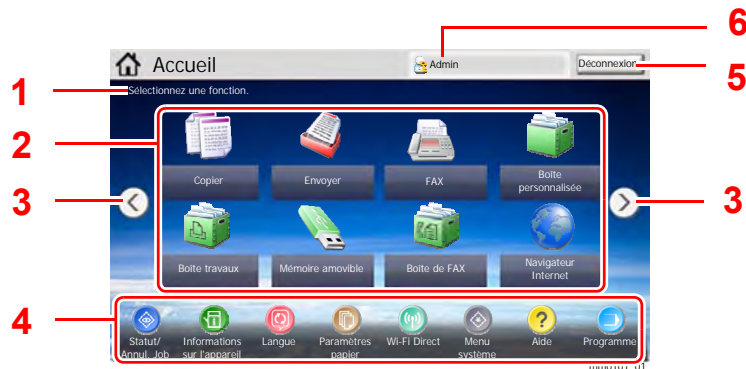 6
Accueil
Admin
Déconnexion
5
1
Sélectionnez une fonction.
2
Copier
Envoyer
FAX
Boîte
personnalisée
3
3
Boîte travaux
Mémoire amovible
Boîte de FAX
Navigateur
Internet
4
Statut/
Annul. Job
Informations
sur l'appareil
Langue
Paramètres
papier
Wi-Fi Direct
Menu
système
Aide
Programme